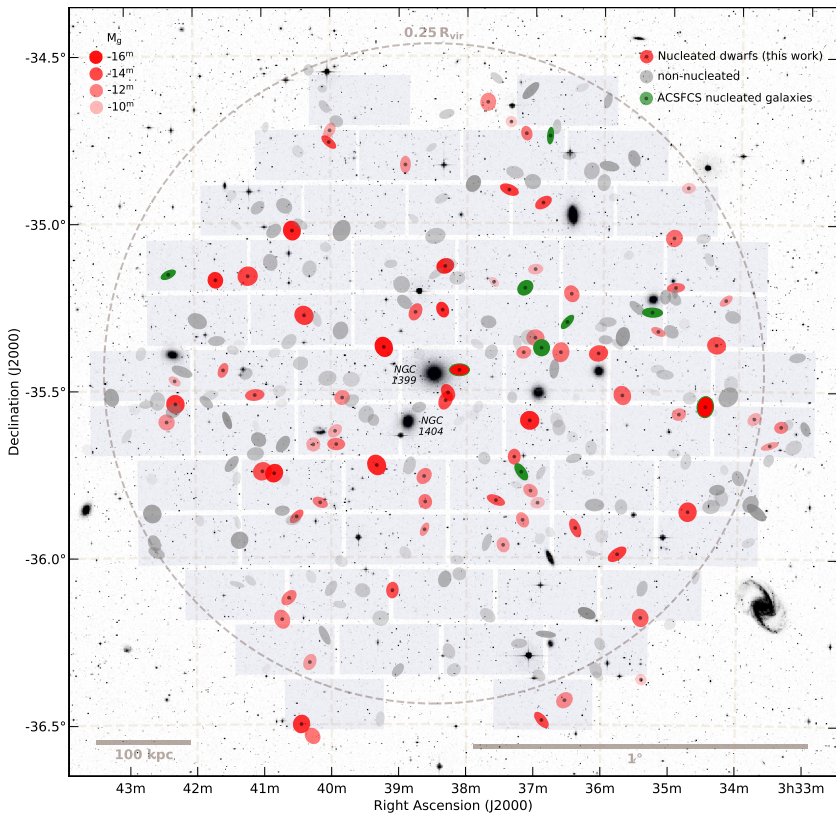 0.25 Rvir
Mg
-16m
-14m
-12m
-10m
Nucleated dwarfs (this work)
non-nucleated
ACSFCS nucleated galaxies
-34.5°
-35.0°
-35.5°
-36.0°
-36.5°
Declination (J2000)
NGC
1399
NGC
1404
100 kpc
1°
43m 42m 41m 40m 39m 38m 37m 36m 35m 34m 3h33m
Right Ascension (J2000)